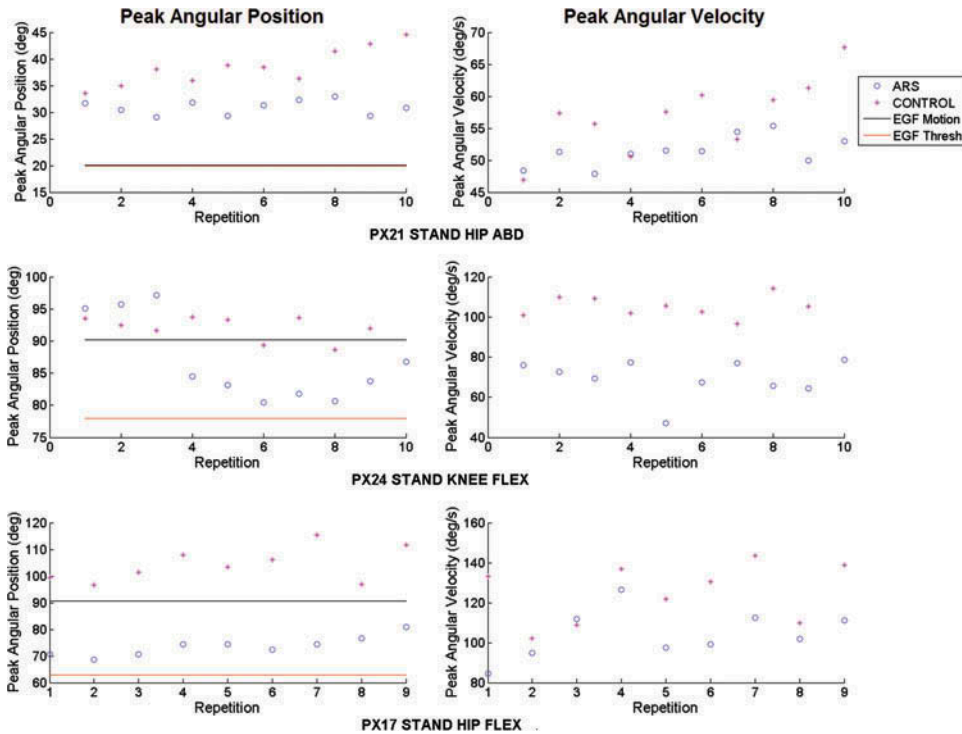 Peak Angular Position
Peak Angular Velocity
Peak Angular Position (deg)
45
40
35
30
25
20
15
0 2 4 6 8 10
Repetition
Peak Angular Velocity (deg/s)
70
65
60
55
50
45
0 2 4 6 8 10
Repetition
ARS
CONTROL
EGF Motion
EGF Thresh
PX21 STAND HIP ABD
Peak Angular Position (deg)
100
95
90
85
80
75
0 2 4 6 8 10
Repetition
Peak Angular Velocity (deg/s)
120
100
80
60
40
0 2 4 6 8 10
Repetition
PX24 STAND KNEE FLEX
Peak Angular Position (deg)
120
110
100
90
80
70
60
1 2 3 4 5 6 7 8 9
Repetition
Peak Angular Velocity (deg/s)
160
140
120
100
80
1 2 3 4 5 6 7 8 9
Repetition
PX17 STAND HIP FLEX .